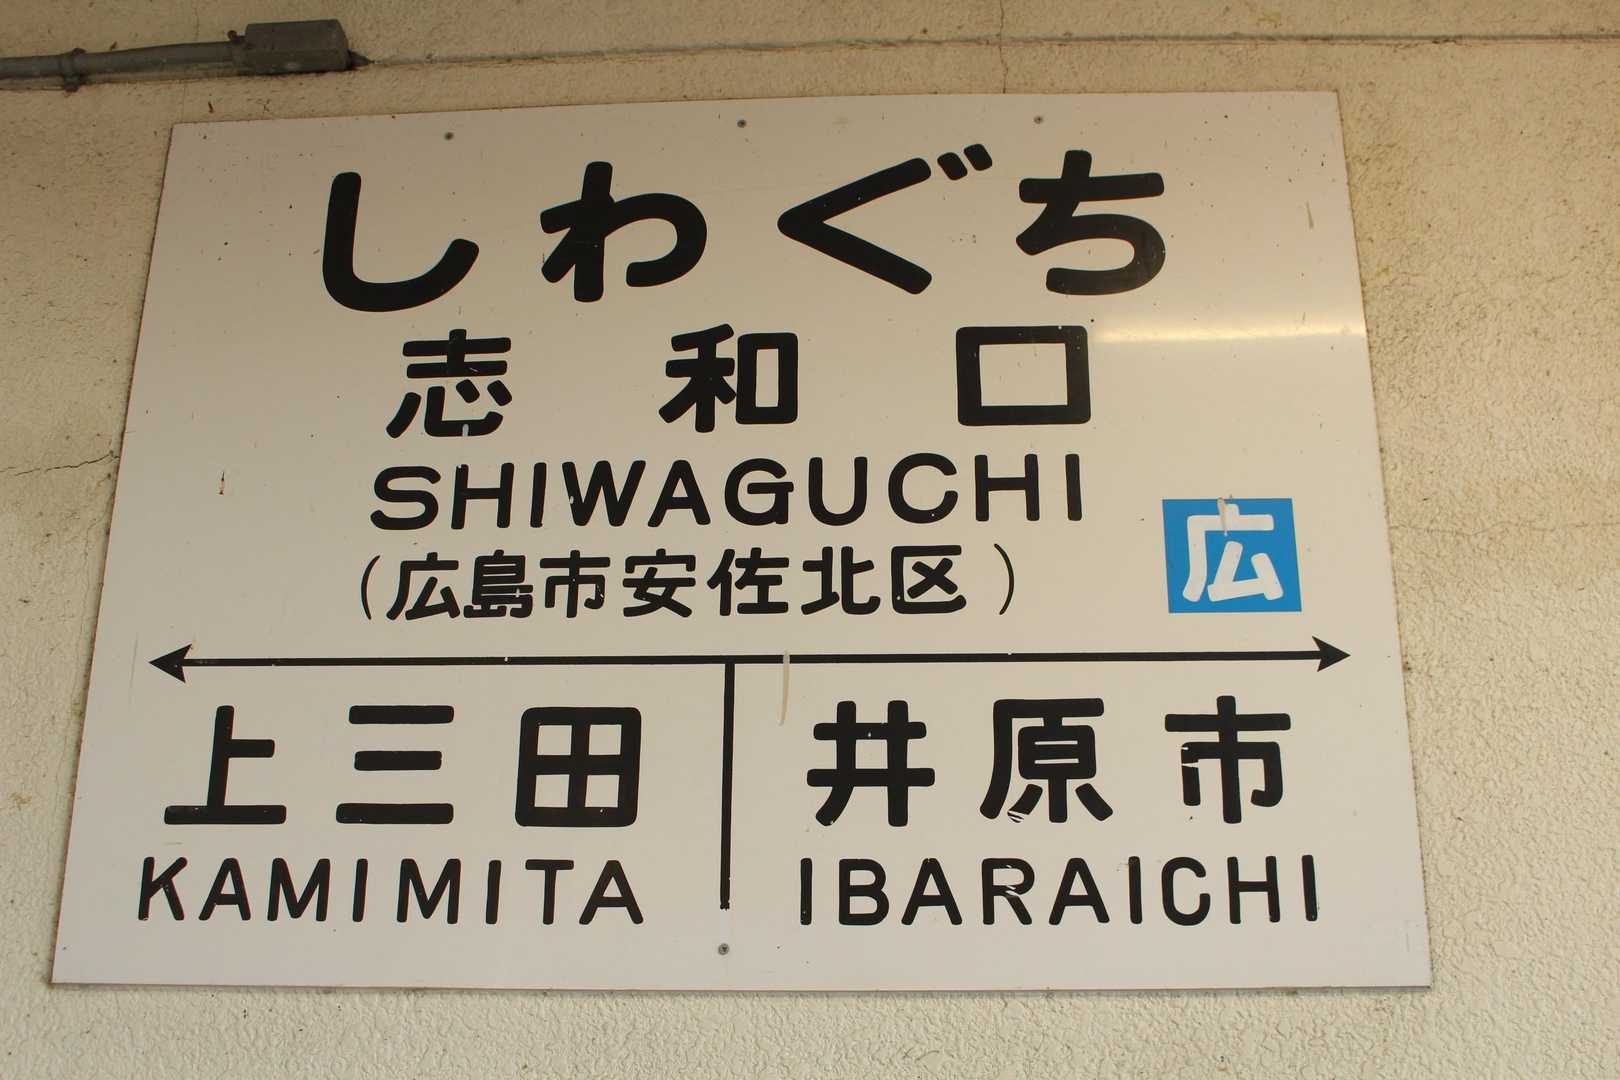 しわぐち
志和口
SHIWAGUCHI
(広島市安佐北区)
広
上三田 井原市
KAMIMITA IBARAICHI